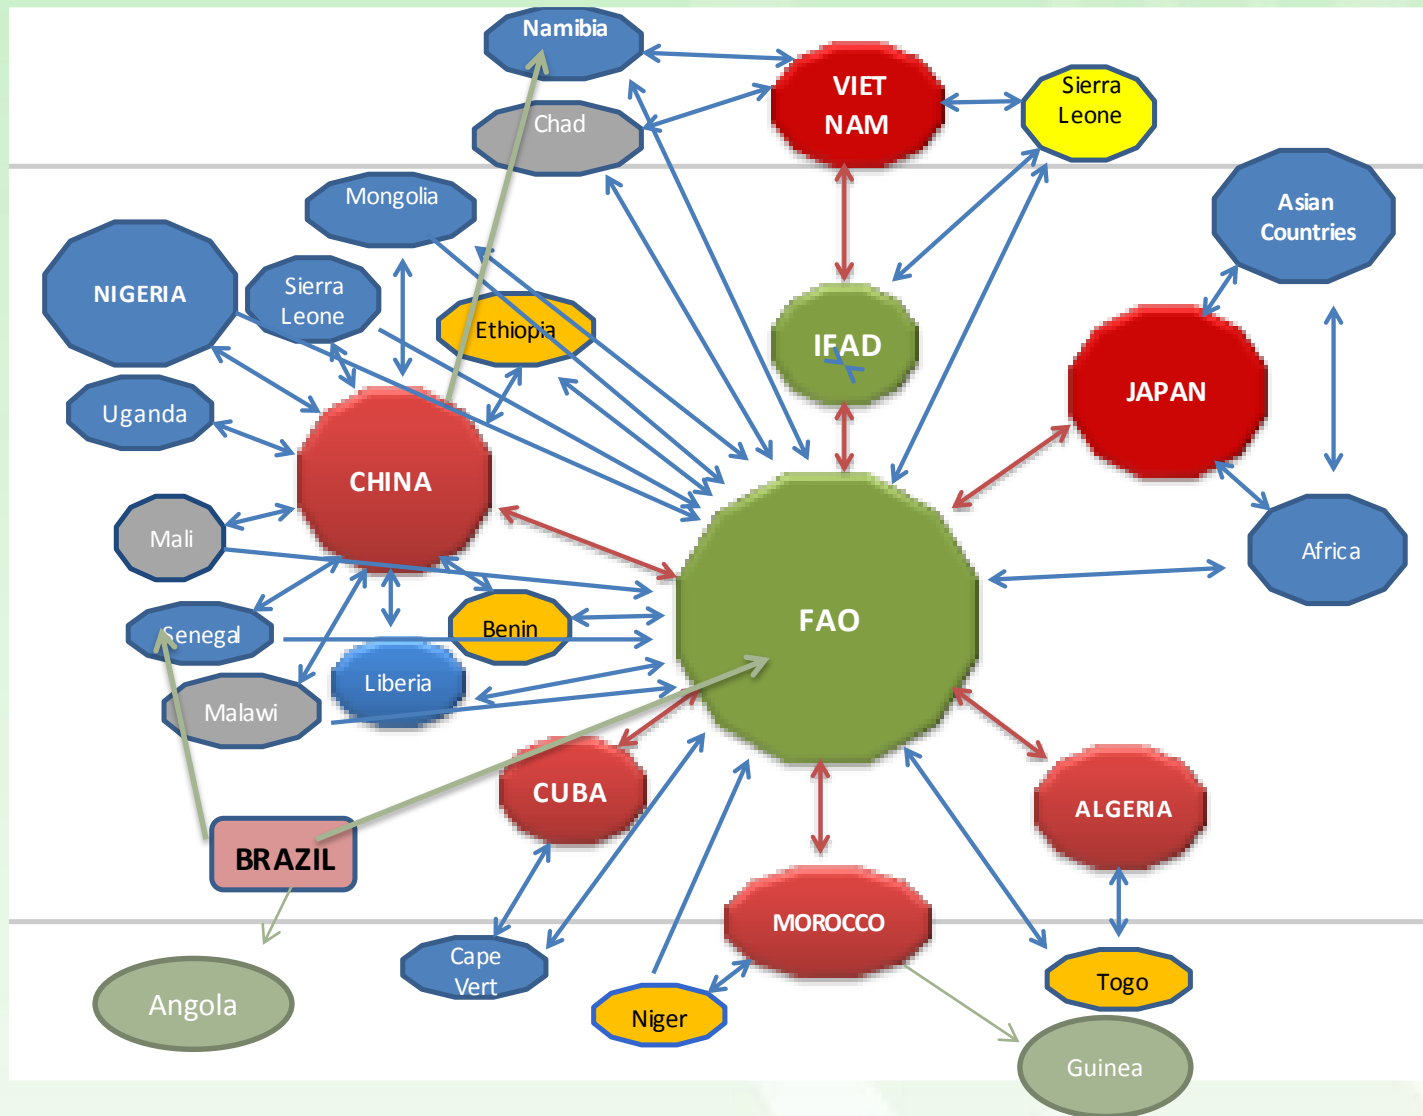 Namibia
VIET
NAM
Sierra
Leone
Chad
Mongolia
Asian
Countries
NIGERIA
Sierra
Leone
Ethiopia
IFAD
JAPAN
Uganda
CHINA
Mali
Africa
Senegal
Benin
FAO
Liberia
Malawi
CUBA
ALGERIA
BRAZIL
MOROCCO
Cape
Vert
Togo
Angola
Niger
Guinea